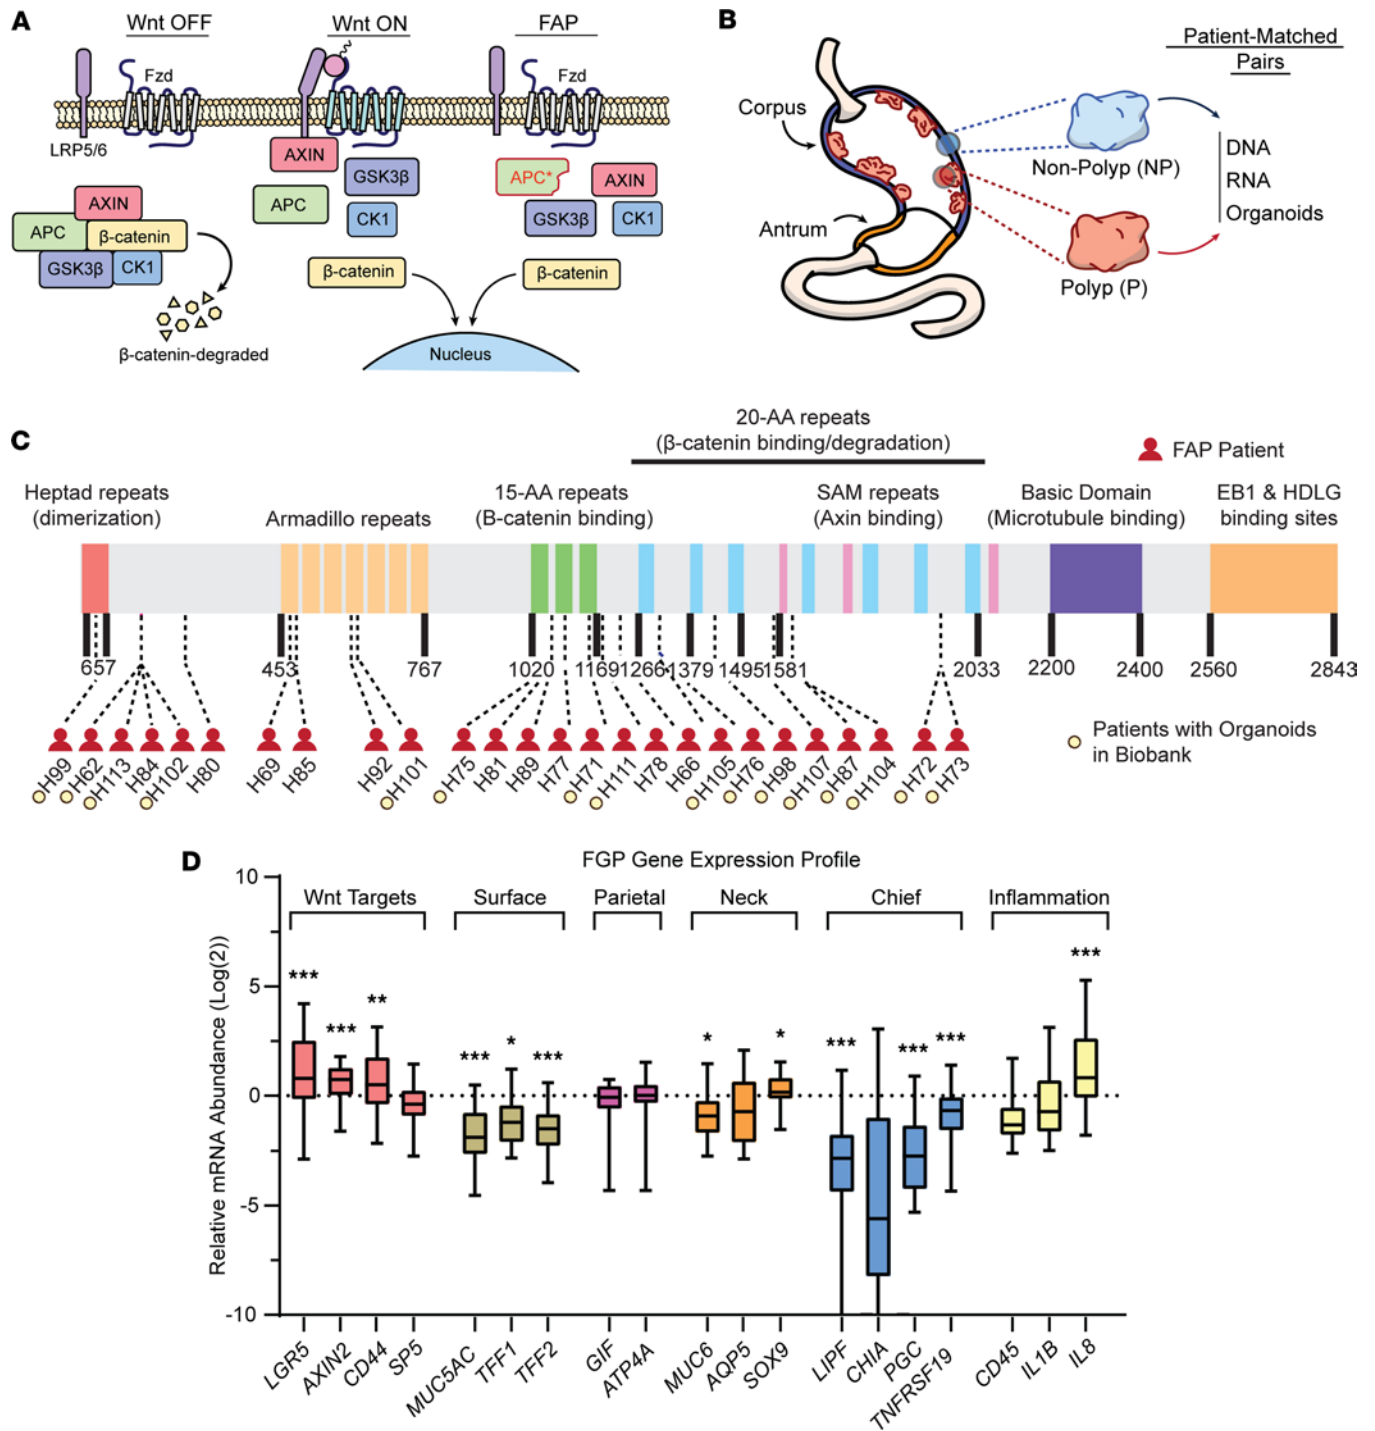 A
Wnt OFF
Wnt ON
FAP
Fzd
Fzd
LRP5/6
AXIN
APC
β-catenin
GSK3β
CK1
β-catenin-degraded
AXIN
GSK3β
APC
CK1
β-catenin
APC*
AXIN
GSK3β
CK1
β-catenin
Nucleus
B
Patient-Matched
Pairs
Corpus
Antrum
Non-Polyp (NP)
Polyp (P)
DNA
RNA
Organoids
C
20-AA repeats
(β-catenin binding/degradation)
FAP Patient
Heptad repeats
(dimerization)
Armadillo repeats
15-AA repeats
(B-catenin binding)
SAM repeats
(Axin binding)
Basic Domain
(Microtubule binding)
EB1 & HDLG
binding sites
657 453 767 1020 1169 1266 1379 1495 1581 2033 2200 2400 2560 2843
H99 H62 H113 H84 H102 H80 H69 H85 H92 H101 H75 H81 H89 H77 H71 H111 H78 H66 H105 H76 H98 H107 H87 H104 H72 H73
Patients with Organoids
in Biobank
D
FGP Gene Expression Profile
Relative mRNA Abundance (Log(2))
10
5
0
-5
-10
Wnt Targets Surface Parietal Neck Chief Inflammation
*** *** ** *** * *** * * *** *** *** ***
LGR5 AXIN2 CD44 SP5 MUC5AC TFF1 TFF2 GIF ATP4A MUC6 AQP5 SOX9 LIPF CHIA PGC TNFRSF19 CD45 IL1B IL8